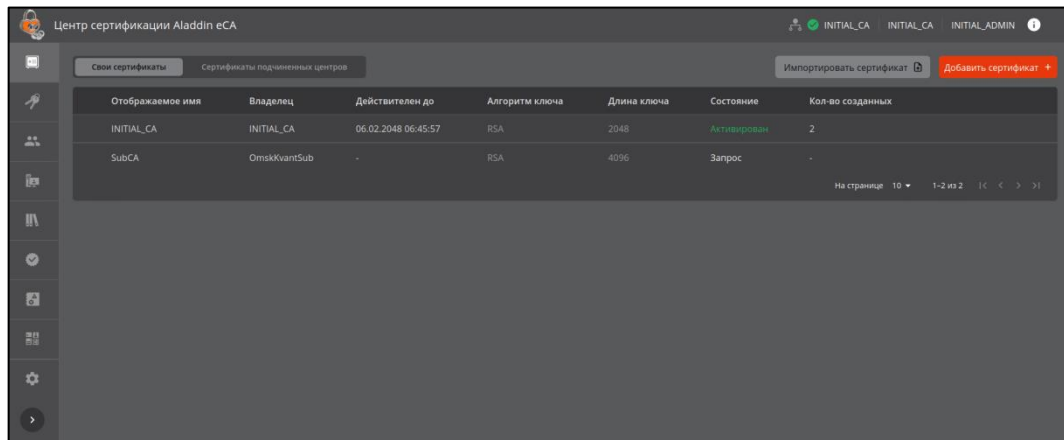 Центр сертификации Aladdin eCA
INITIAL_CA INITIAL_CA INITIAL_ADMIN
Свои сертификаты Сертификаты подчиненных центров Импортировать сертификат Добавить сертификат +
Отображаемое имя Владелец Действителен до Алгоритм ключа Длина ключа Состояние Кол-во созданных
INITIAL_CA INITIAL_CA 06.02.2048 06:45:57 RSA 2048 Активирован 2
SubCA OmskKvantSub - RSA 4096 Запрос -
На странице 10 1–2 из 2